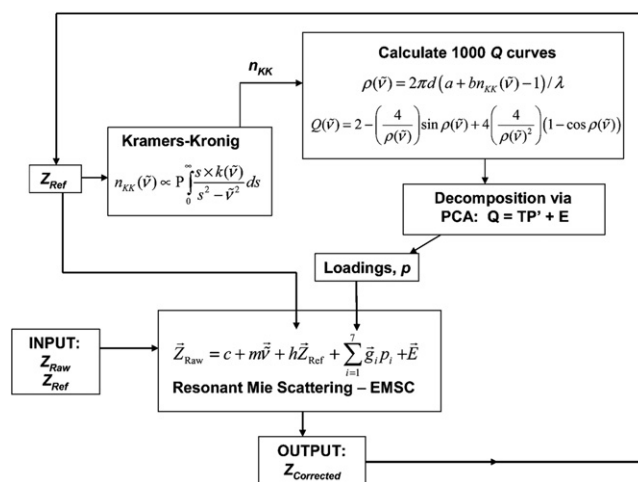 n_KK
Calculate 1000 Q curves
ρ(ṽ) = 2πd(a + bn_KK(ṽ) − 1)/λ
Q(ṽ) = 2 − (4/ρ(ṽ)) sin ρ(ṽ) + 4(4/ρ(ṽ)²)(1 − cos ρ(ṽ))
Kramers-Kronig
n_KK(ṽ) ∝ P∫₀^∞ (s × k(ṽ))/(s² − ṽ²) ds
Z_Ref
Decomposition via
PCA: Q = TP’ + E
Loadings, p
INPUT:
Z_Raw
Z_Ref
Z⃗_Raw = c + mṽ⃗ + hZ⃗_Ref + ∑_{i=1}^{7} g⃗_i p_i + E⃗
Resonant Mie Scattering – EMSC
OUTPUT:
Z_Corrected